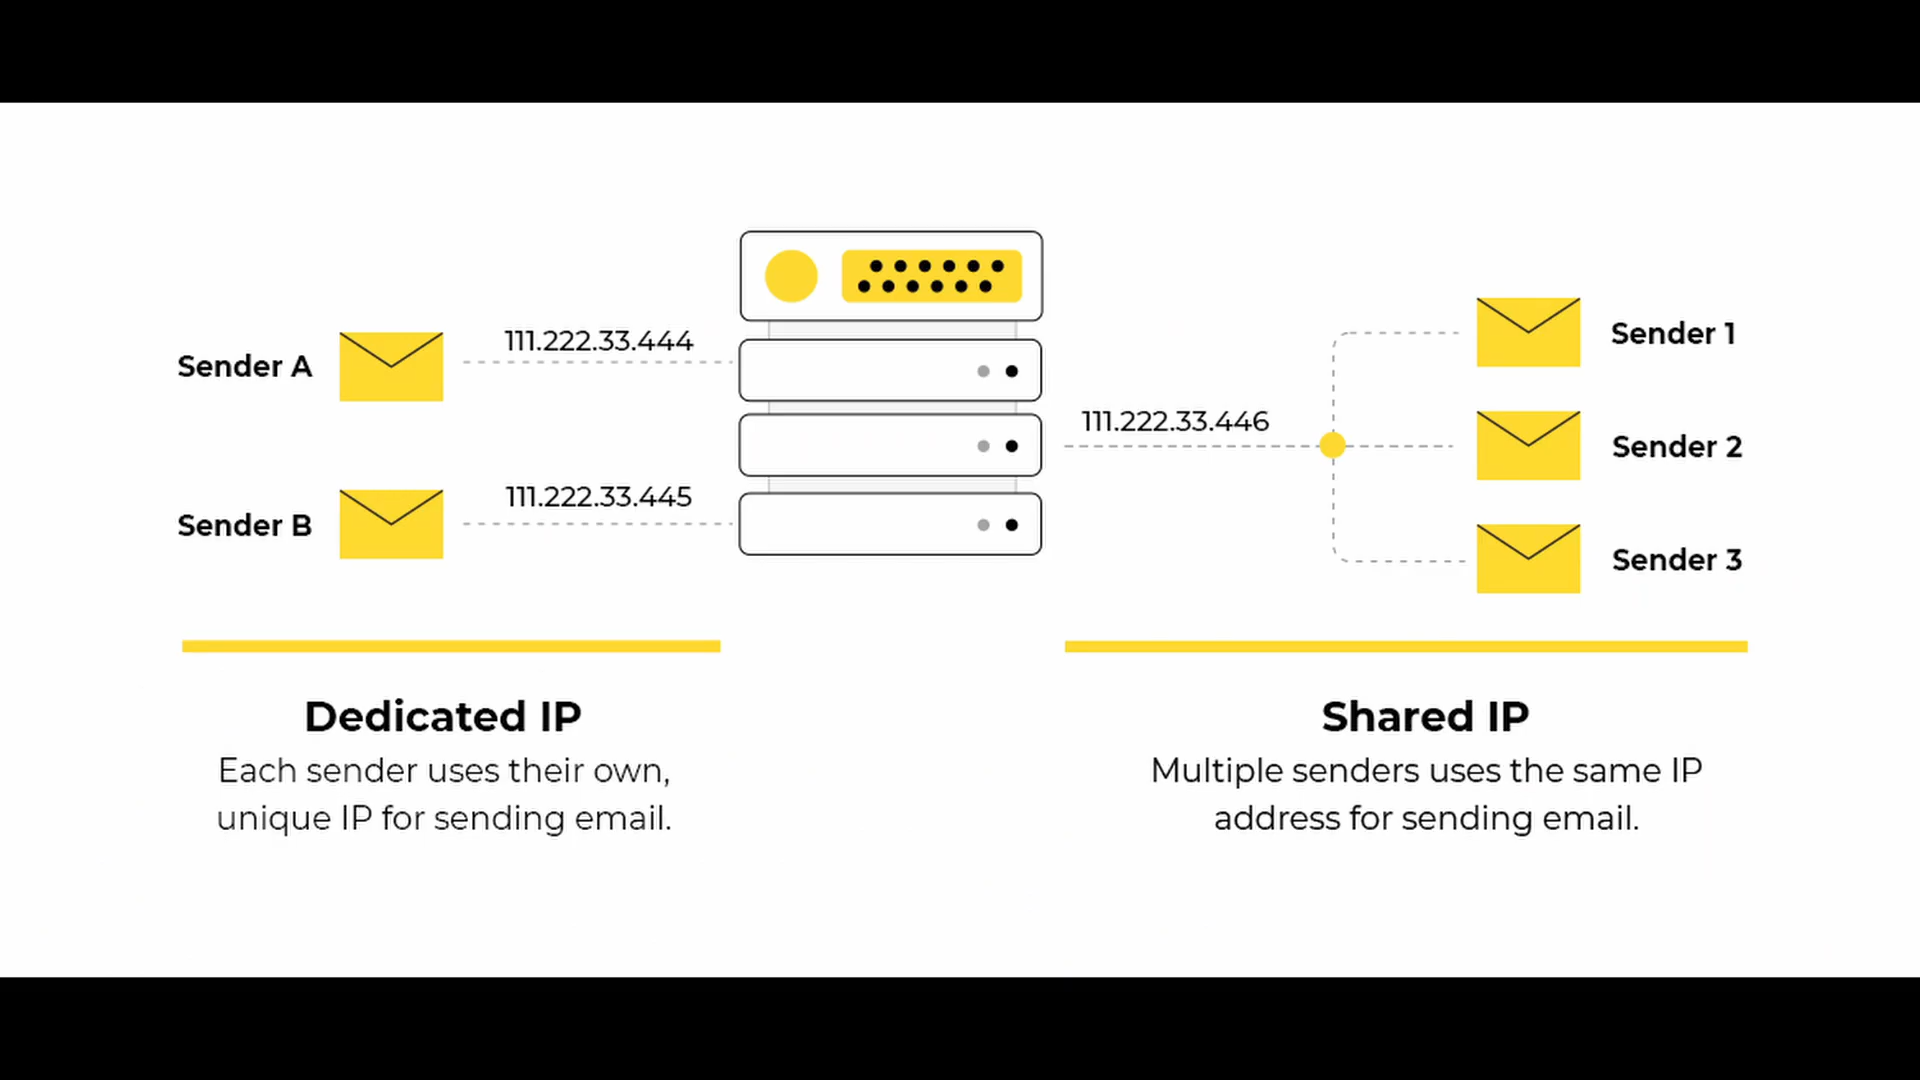 Sender A
111.222.33.444
Sender B
111.222.33.445
111.222.33.446
Sender 1
Sender 2
Sender 3
Dedicated IP
Each sender uses their own,
unique IP for sending email.
Shared IP
Multiple senders uses the same IP
address for sending email.